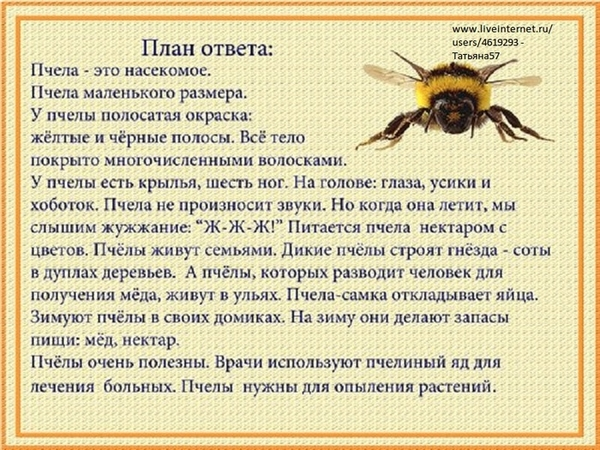 www.liveinternet.ru/
users/4619293 -
Татьяна57
План ответа:
Пчела - это насекомое.
Пчела маленького размера.
У пчелы полосатая окраска:
жёлтые и чёрные полосы. Всё тело
покрыто многочисленными волосками.
У пчелы есть крылья, шесть ног. На голове: глаза, усики и
хоботок. Пчела не произносит звуки. Но когда она летит, мы
слышим жужжание: “Ж-Ж-Ж!” Питается пчела  нектаром с
цветов. Пчёлы живут семьями. Дикие пчёлы строят гнёзда - соты
в дуплах деревьев.  А пчёлы, которых разводит человек для
получения мёда, живут в ульях. Пчела-самка откладывает яйца.
Зимуют пчёлы в своих домиках. На зиму они делают запасы
пищи: мёд, нектар.
Пчёлы очень полезны. Врачи используют пчелиный яд для
лечения  больных. Пчелы  нужны для опыления растений.